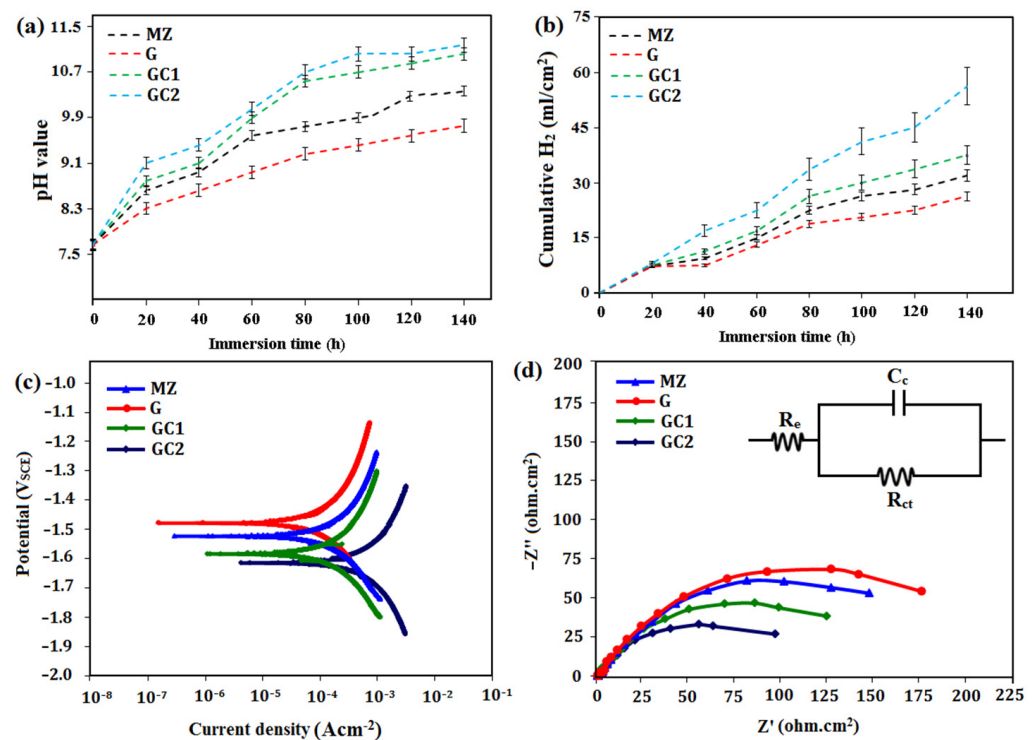 (a)
MZ
G
GC1
GC2
pH value
11.5
10.7
9.9
9.1
8.3
7.5
0 20 40 60 80 100 120 140
Immersion time (h)
(b)
MZ
G
GC1
GC2
Cumulative H₂ (ml/cm²)
75
60
45
30
15
0
0 20 40 60 80 100 120 140
Immersion time (h)
(c)
MZ
G
GC1
GC2
Potential (VSCE)
−1.0
−1.1
−1.2
−1.3
−1.4
−1.5
−1.6
−1.7
−1.8
−1.9
−2.0
10⁻⁸ 10⁻⁷ 10⁻⁶ 10⁻⁵ 10⁻⁴ 10⁻³ 10⁻² 10⁻¹
Current density (Acm⁻²)
(d)
MZ
G
GC1
GC2
Cc
Re
Rct
−Z'' (ohm.cm²)
200
175
150
125
100
75
50
25
0
0 25 50 75 100 125 150 175 200 225
Z' (ohm.cm²)